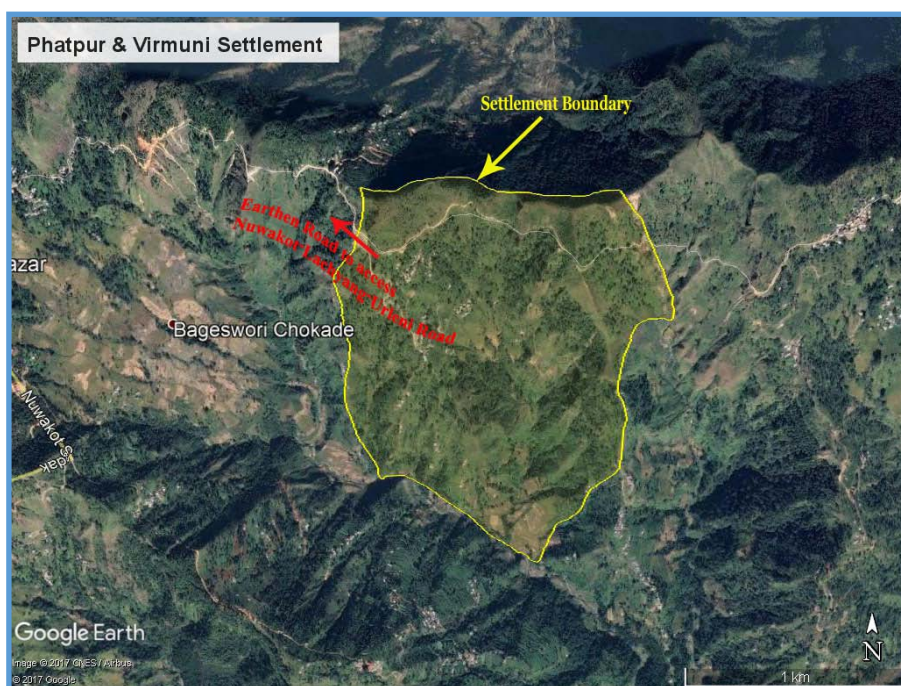 Phatpur & Virmuni Settlement
Settlement Boundary
Earthen Road to access
Nuwakot-Lachyang-Urleni Road
azar
Bageswori Chokade
Nuwakot Sadak
Google Earth
Image © 2017 CNES / Airbus
© 2017 Google
N
1 km